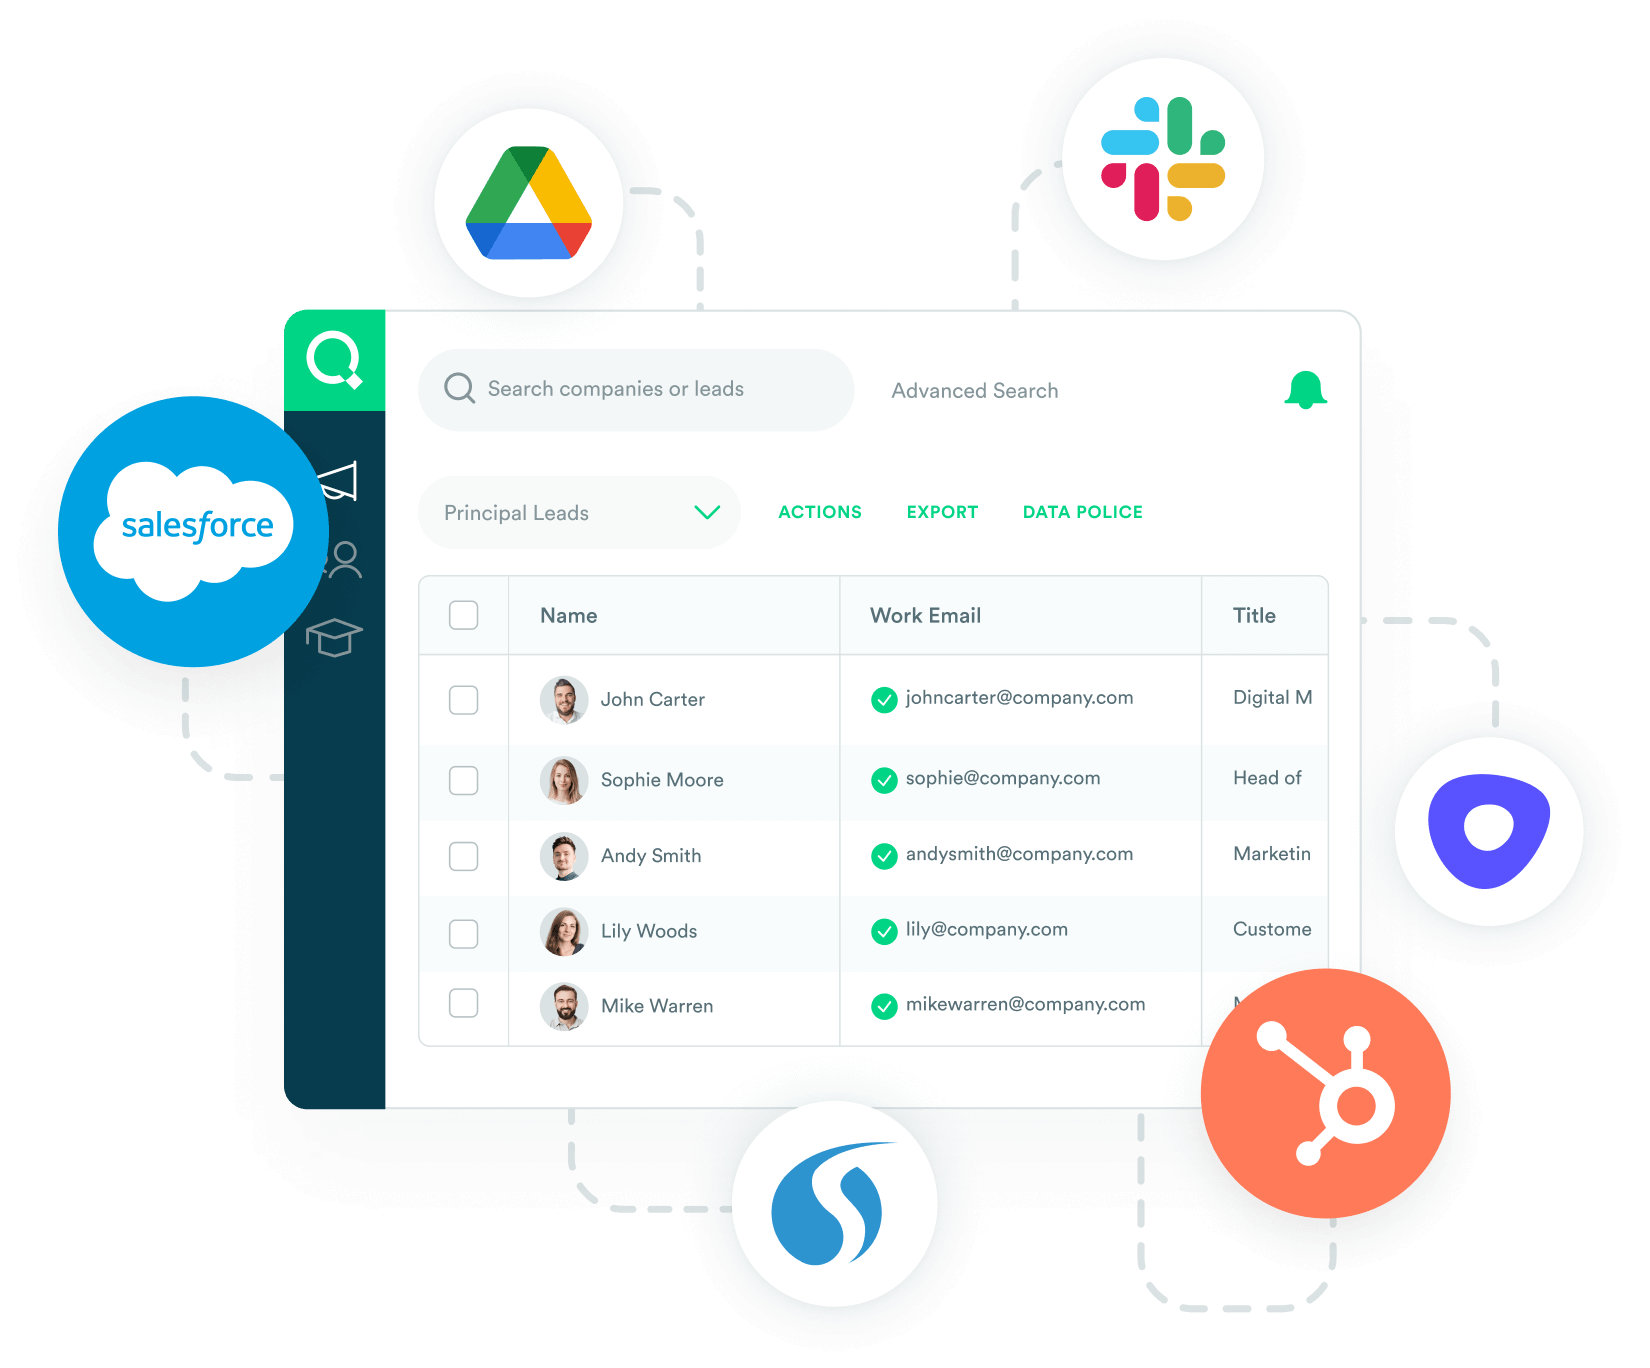 Search companies or leads
Advanced Search
salesforce
Principal Leads
ACTIONS
EXPORT
DATA POLICE
Name Work Email Title
John Carter johncarter@company.com Digital M
Sophie Moore sophie@company.com Head of
Andy Smith andysmith@company.com Marketin
Lily Woods lily@company.com Custome
Mike Warren mikewarren@company.com